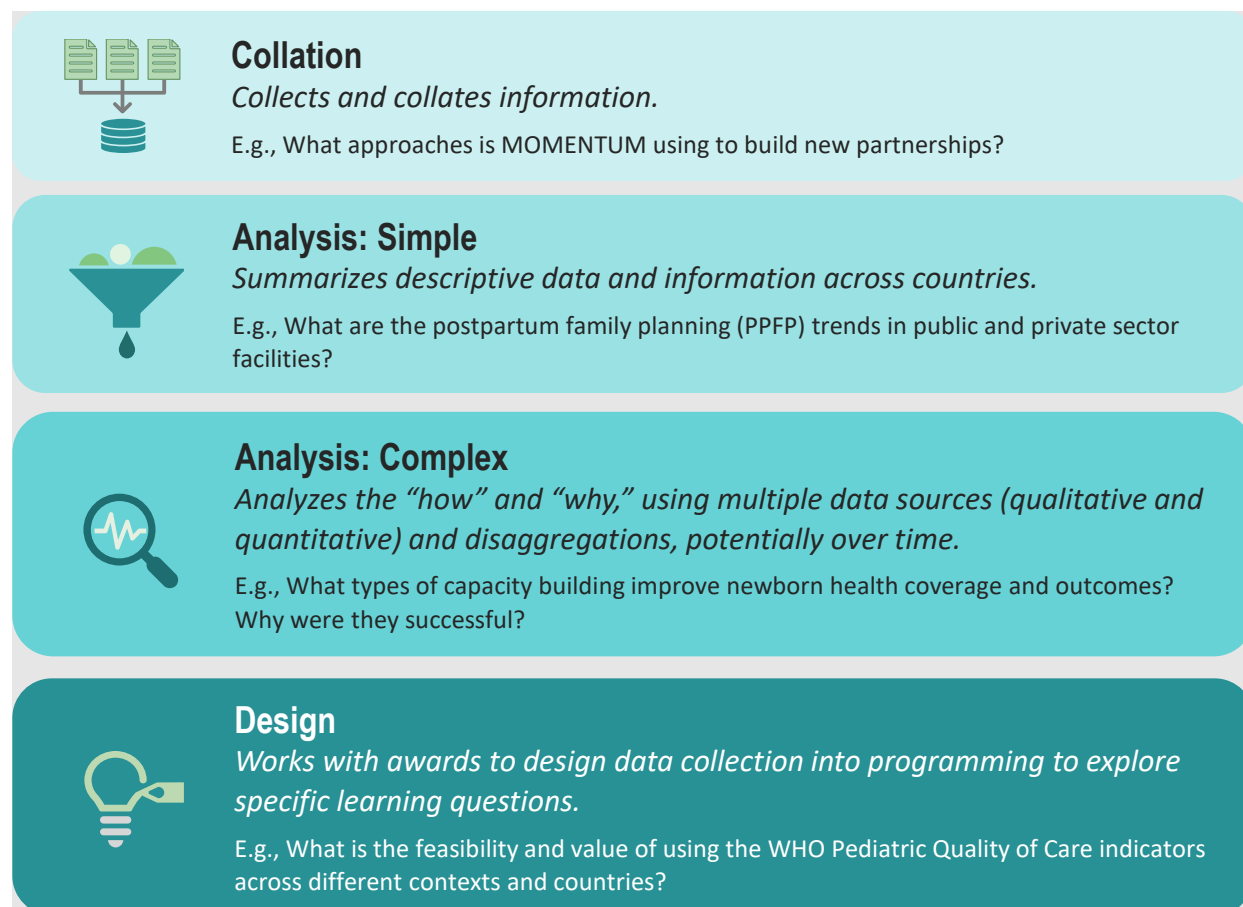 Collation
Collects and collates information.
E.g., What approaches is MOMENTUM using to build new partnerships?
Analysis: Simple
Summarizes descriptive data and information across countries.
E.g., What are the postpartum family planning (PPFP) trends in public and private sector
facilities?
Analysis: Complex
Analyzes the “how” and “why,” using multiple data sources (qualitative and
quantitative) and disaggregations, potentially over time.
E.g., What types of capacity building improve newborn health coverage and outcomes?
Why were they successful?
Design
Works with awards to design data collection into programming to explore
specific learning questions.
E.g., What is the feasibility and value of using the WHO Pediatric Quality of Care indicators
across different contexts and countries?